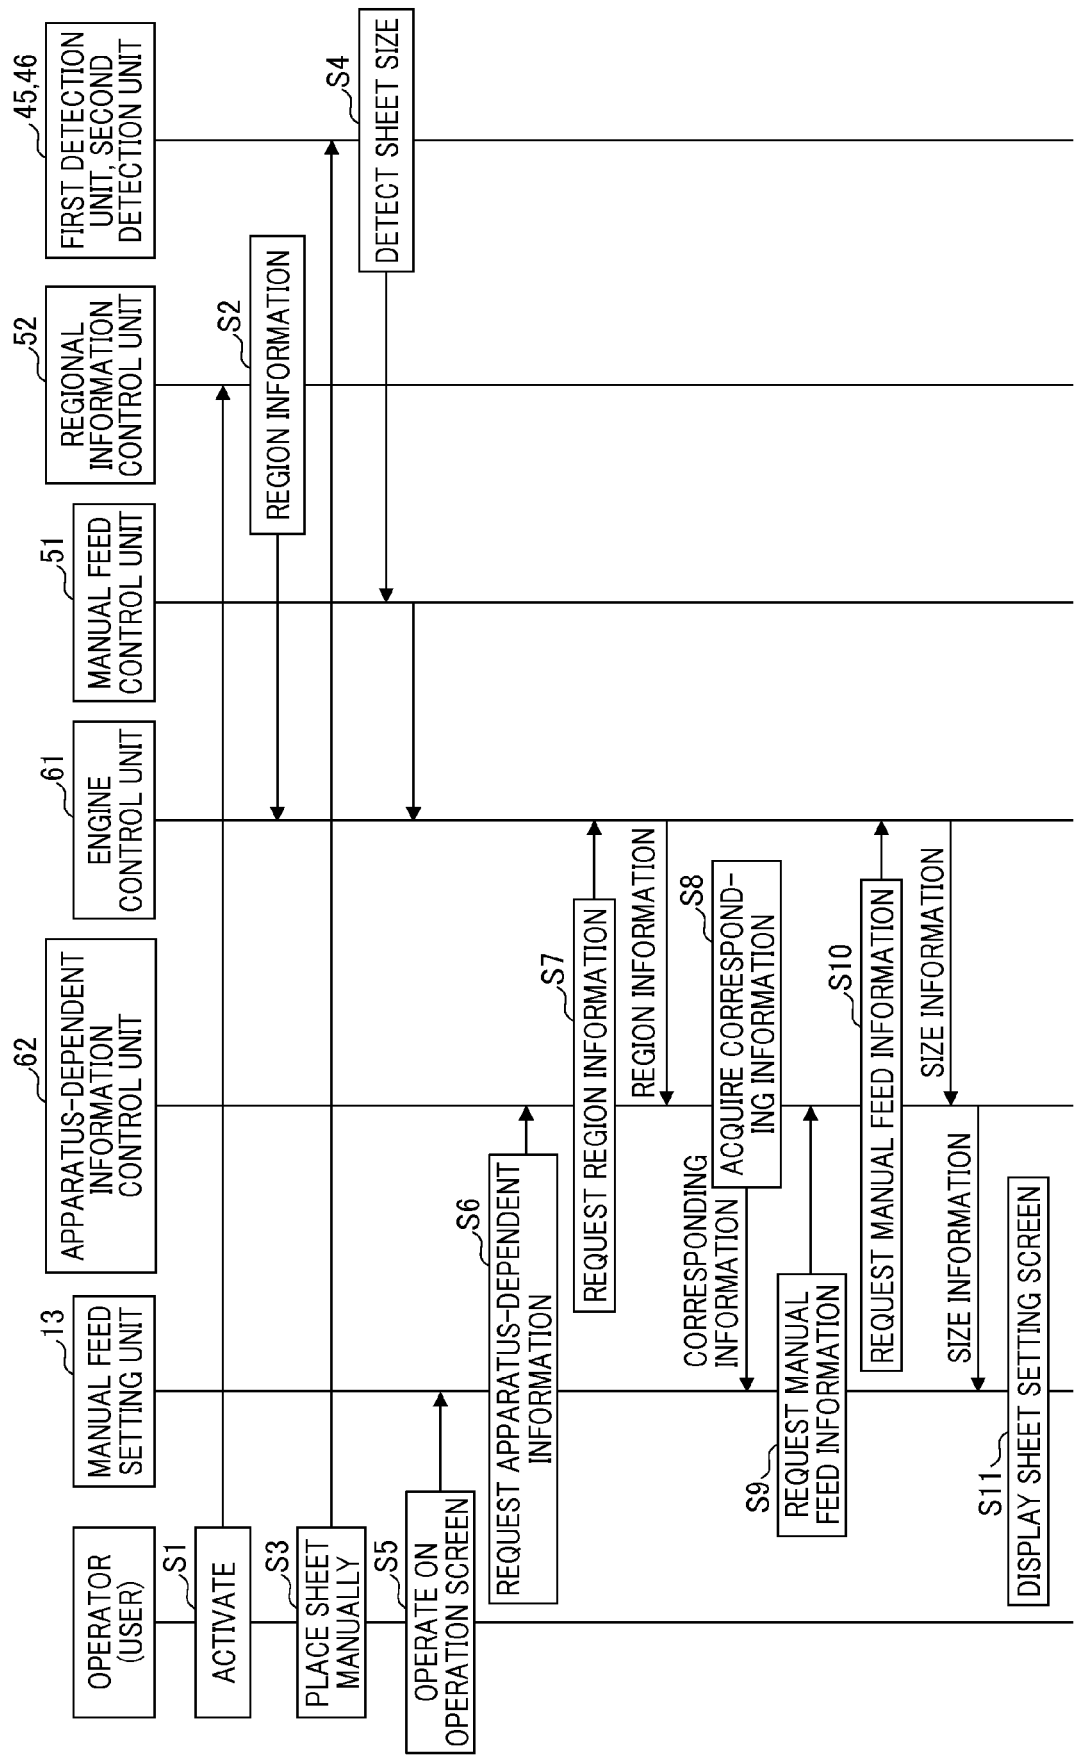 OPERATOR
(USER)
13
MANUAL FEED
SETTING UNIT
62
APPARATUS-DEPENDENT
INFORMATION
CONTROL UNIT
61
ENGINE
CONTROL UNIT
51
MANUAL FEED
CONTROL UNIT
52
REGIONAL
INFORMATION
CONTROL UNIT
45,46
FIRST DETECTION
UNIT, SECOND
DETECTION UNIT
S1
ACTIVATE
S2
REGION INFORMATION
S3
PLACE SHEET
MANUALLY
S4
DETECT SHEET SIZE
S5
OPERATE ON
OPERATION SCREEN
S6
REQUEST APPARATUS-DEPENDENT
INFORMATION
S7
REQUEST REGION INFORMATION
REGION INFORMATION
S8
ACQUIRE CORRESPOND-
ING INFORMATION
CORRESPONDING
INFORMATION
S9
REQUEST MANUAL
FEED INFORMATION
S10
REQUEST MANUAL FEED INFORMATION
SIZE INFORMATION
SIZE INFORMATION
S11
DISPLAY SHEET SETTING SCREEN